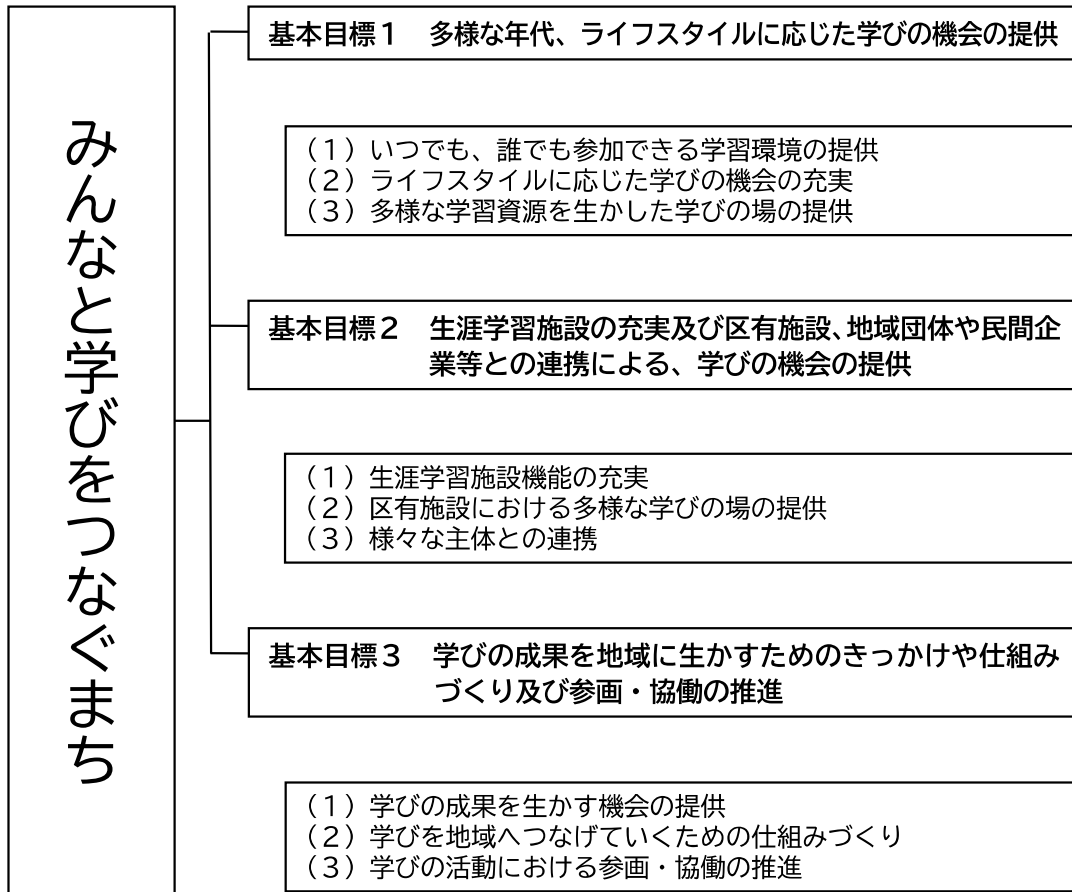 みんなと学びをつなぐまち
基本目標１　多様な年代、ライフスタイルに応じた学びの機会の提供
（１）いつでも、誰でも参加できる学習環境の提供
（２）ライフスタイルに応じた学びの機会の充実
（３）多様な学習資源を生かした学びの場の提供
基本目標２　生涯学習施設の充実及び区有施設、地域団体や民間企
業等との連携による、学びの機会の提供
（１）生涯学習施設機能の充実
（２）区有施設における多様な学びの場の提供
（３）様々な主体との連携
基本目標３　学びの成果を地域に生かすためのきっかけや仕組み
づくり及び参画・協働の推進
（１）学びの成果を生かす機会の提供
（２）学びを地域へつなげていくための仕組みづくり
（３）学びの活動における参画・協働の推進